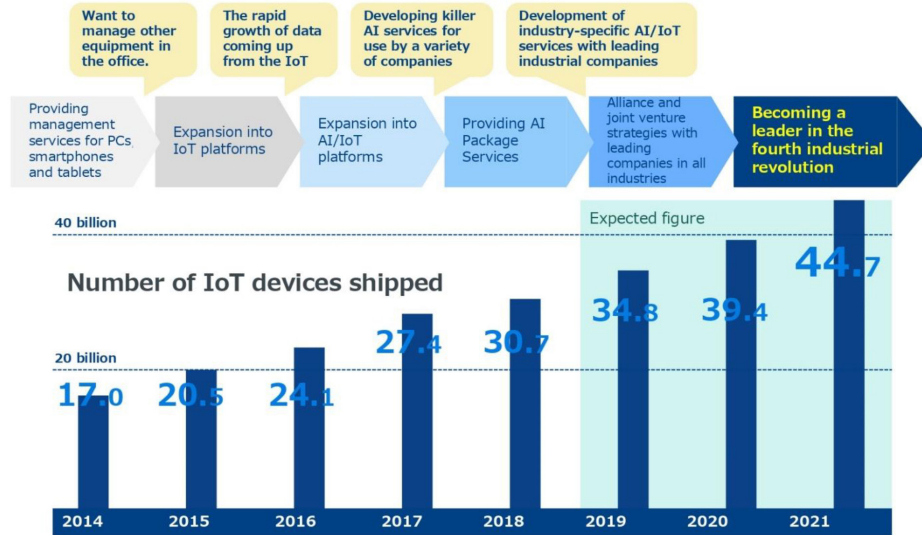 Want to
manage other
equipment in
the office.
The rapid
growth of data
coming up
from the IoT
Developing killer
AI services for
use by a variety
of companies
Development of
industry-specific AI/IoT
services with leading
industrial companies
Providing
management
services for PCs,
smartphones
and tablets
Expansion into
IoT platforms
Expansion into
AI/IoT
platforms
Providing AI
Package
Services
Alliance and
joint venture
strategies with
leading
companies in all
industries
Becoming a
leader in the
fourth industrial
revolution
40 billion
Expected figure
Number of IoT devices shipped
20 billion
17.0
20.5
24.1
27.4
30.7
34.8
39.4
44.7
2014
2015
2016
2017
2018
2019
2020
2021